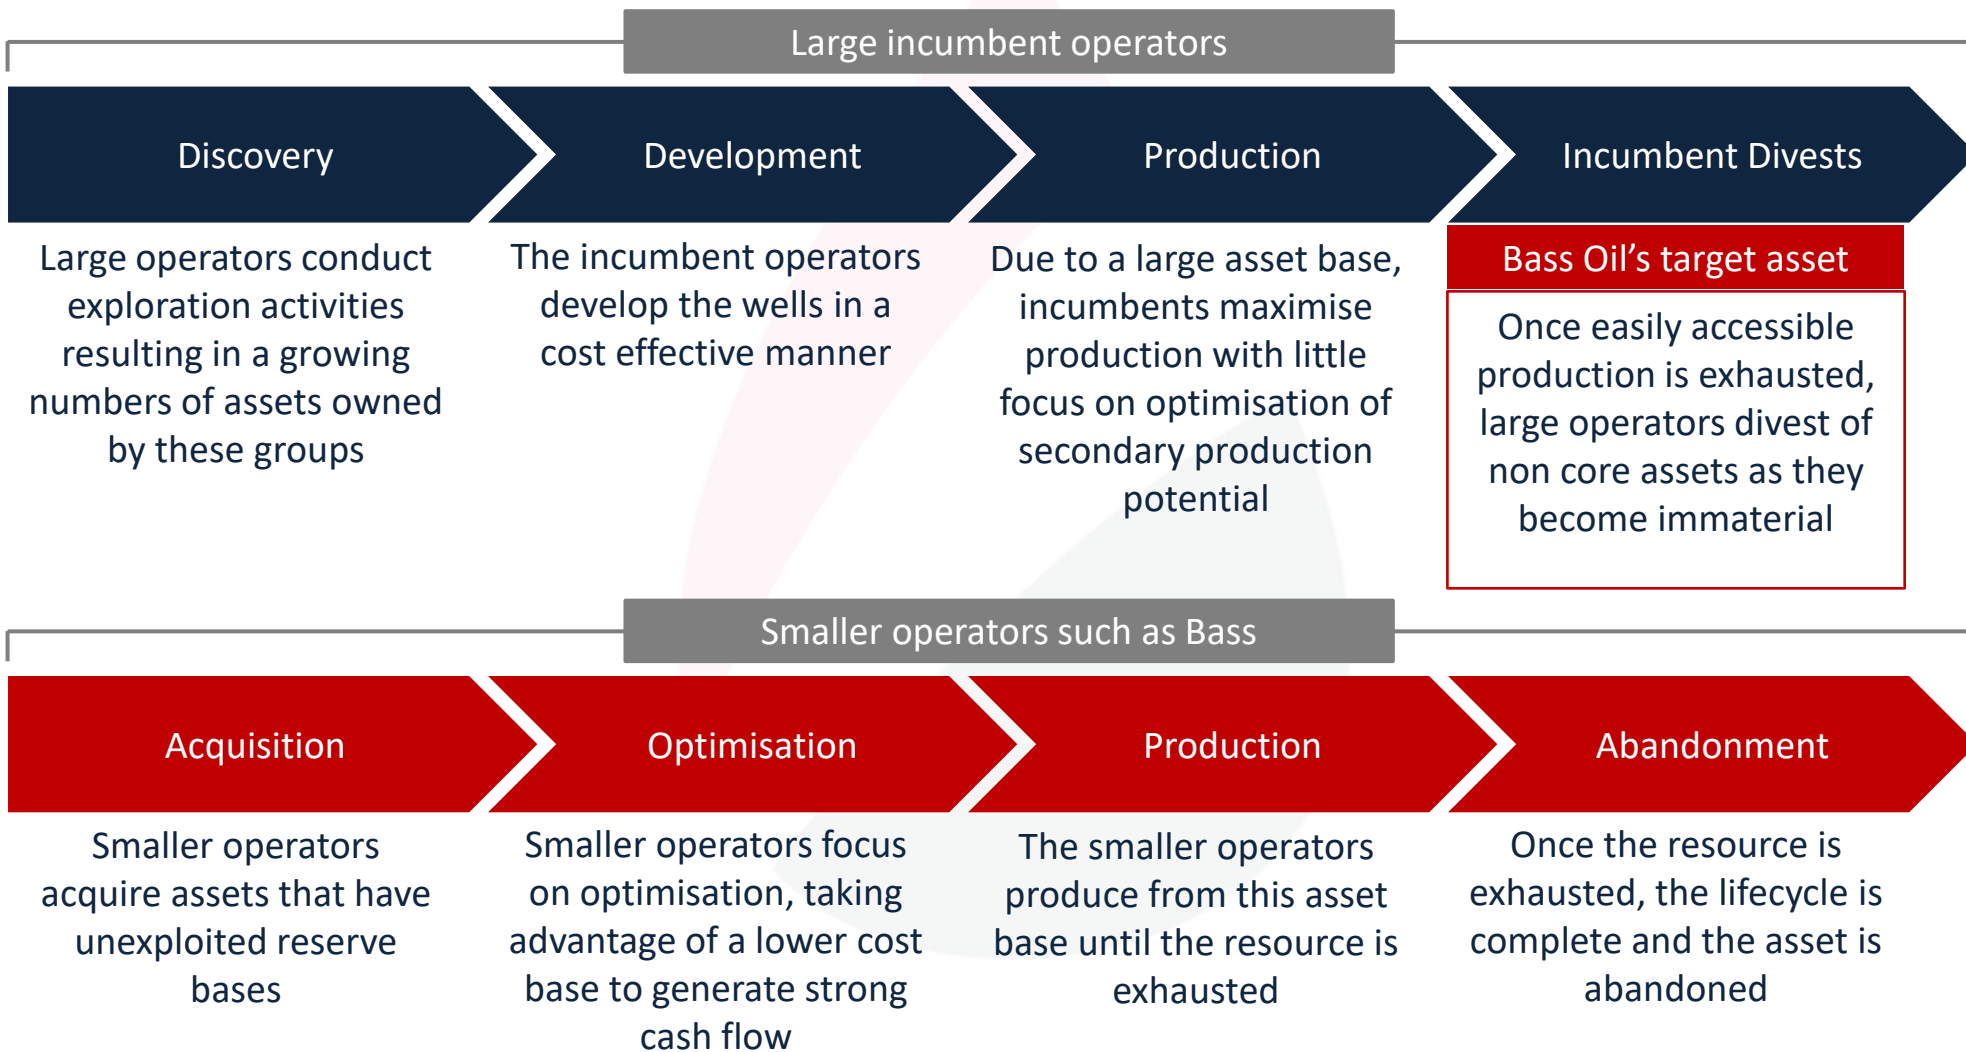 Large incumbent operators
Discovery
Development
Production
Incumbent Divests
Large operators conduct
exploration activities
resulting in a growing
numbers of assets owned
by these groups
The incumbent operators
develop the wells in a
cost effective manner
Due to a large asset base,
incumbents maximise
production with little
focus on optimisation of
secondary production
potential
Bass Oil’s target asset
Once easily accessible
production is exhausted,
large operators divest of
non core assets as they
become immaterial
Smaller operators such as Bass
Acquisition
Optimisation
Production
Abandonment
Smaller operators
acquire assets that have
unexploited reserve
bases
Smaller operators focus
on optimisation, taking
advantage of a lower cost
base to generate strong
cash flow
The smaller operators
produce from this asset
base until the resource is
exhausted
Once the resource is
exhausted, the lifecycle is
complete and the asset is
abandoned